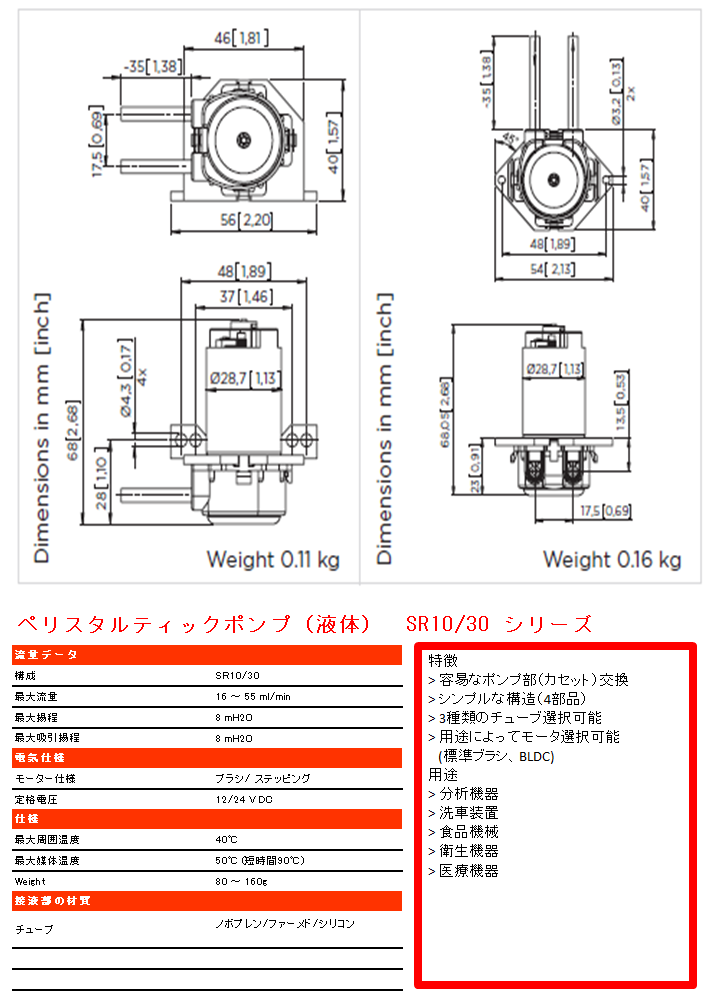 46[1,81]
-35[1,38]
17,5[0,69]
40[1,57]
56[2,20]
-35[1,38]
Ø3,2[0,13]
2x
45°
40[1,57]
48[1,89]
54[2,13]
Dimensions in mm [inch]
48[1,89]
37[1,46]
Ø28,7[1,13]
Ø4,3[0,17]
4x
68[2,68]
28[1,10]
Weight 0.11 kg
Dimensions in mm [inch]
Ø28,7[1,13]
68,05[2,68]
23[0,91]
13,5[0,53]
17,5[0,69]
Weight 0.16 kg
ペリスタルティックポンプ (液体) SR10/30 シリーズ
流量データ
構成 SR10/30
最大流量 16 ～ 55 ml/min
最大揚程 8 mH2O
最大吸引揚程 8 mH2O
電気仕様
モーター仕様 ブラシ/ ステッピング
定格電圧 12/24 V DC
仕様
最大周囲温度 40℃
最大媒体温度 50℃ (短時間90℃)
Weight 80 ～ 160g
接液部の材質
チューブ ノボプレン/ファーメド/シリコン
特徴
> 容易なポンプ部(カセット)交換
> シンプルな構造(4部品)
> 3種類のチューブ選択可能
> 用途によってモータ選択可能
(標準ブラシ、BLDC)
用途
> 分析機器
> 洗車装置
> 食品機械
> 衛生機器
> 医療機器